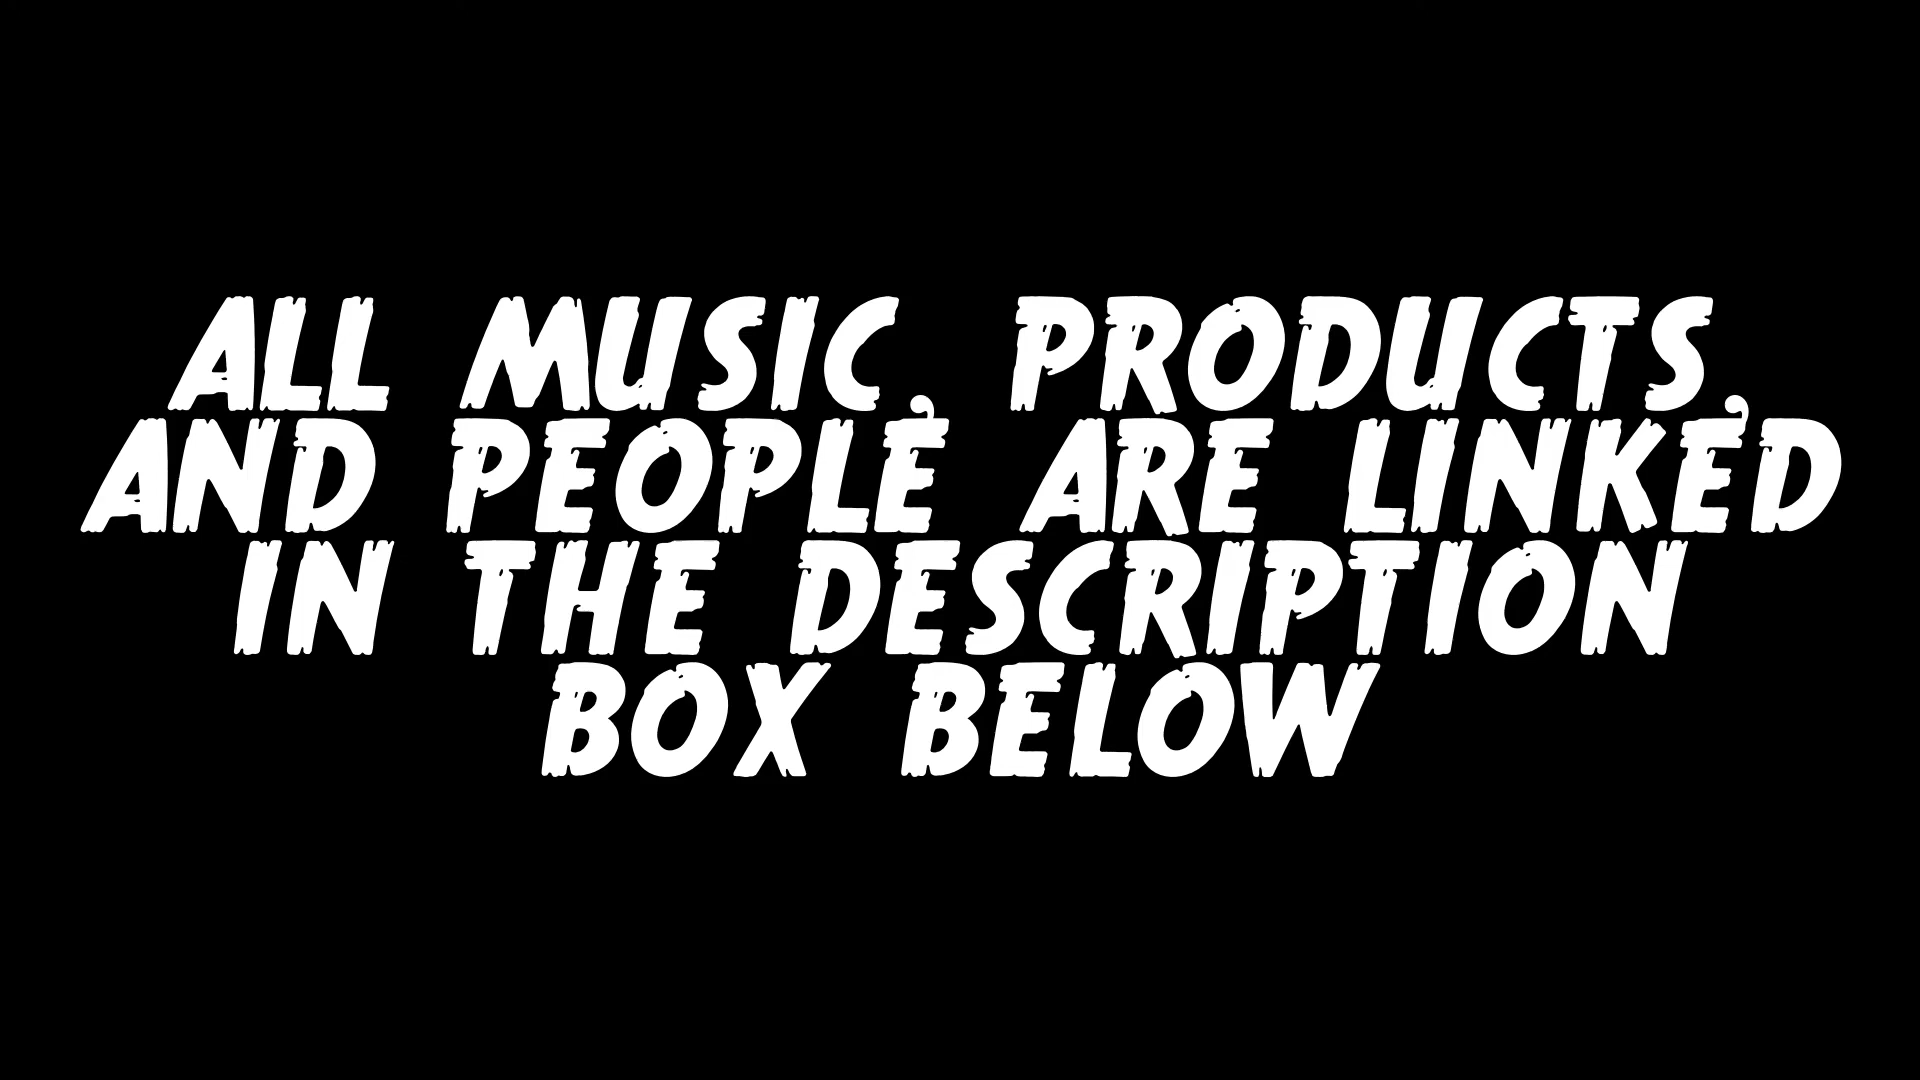 ALL MUSIC, PRODUCTS,
AND PEOPLE ARE LINKED
IN THE DESCRIPTION
BOX BELOW